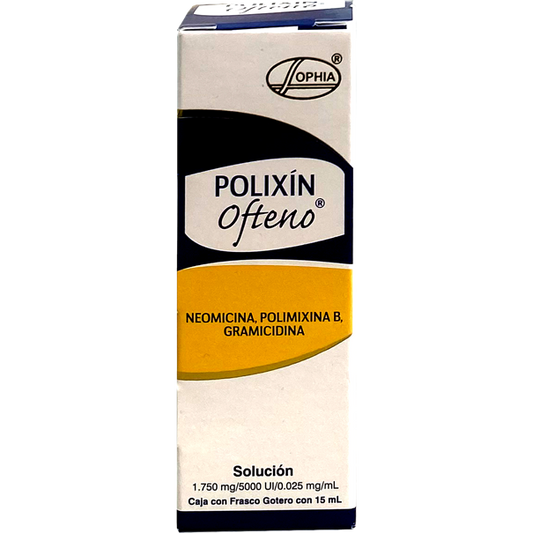 SOPHIA®
POLIXÍN
Ofteno®
NEOMICINA, POLIMIXINA B,
GRAMICIDINA
Solución
1.750 mg/5000 UI/0.025 mg/mL
Caja con Frasco Gotero con 15 mL